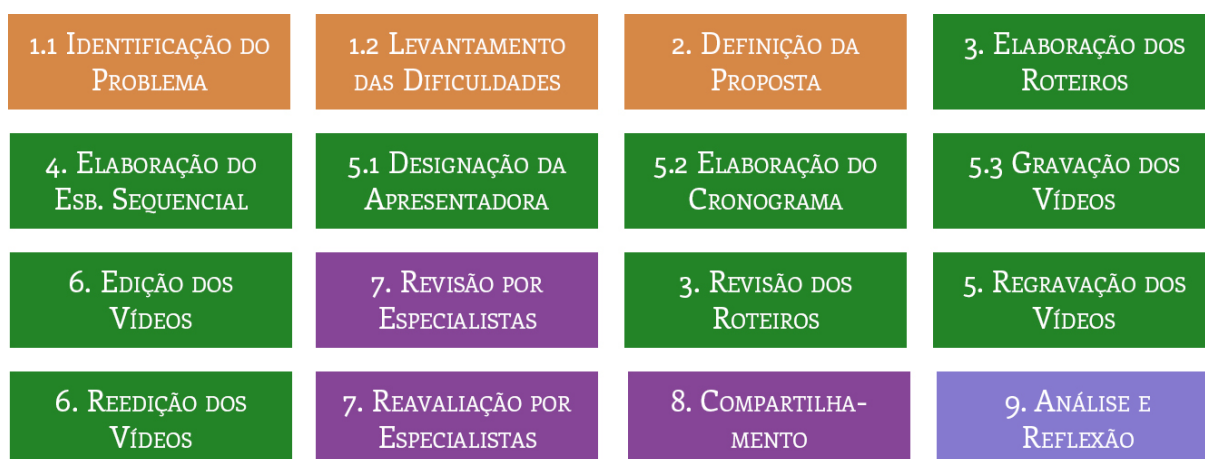 1.1 Identificação do
Problema
1.2 Levantamento
das Dificuldades
2. Definição da
Proposta
3. Elaboração dos
Roteiros
4. Elaboração do
Esb. Sequencial
5.1 Designação da
Apresentadora
5.2 Elaboração do
Cronograma
5.3 Gravação dos
Vídeos
6. Edição dos
Vídeos
7. Revisão por
Especialistas
3. Revisão dos
Roteiros
5. Regravação dos
Vídeos
6. Reedição dos
Vídeos
7. Reavaliação por
Especialistas
8. Compartilha-
mento
9. Análise e
Reflexão